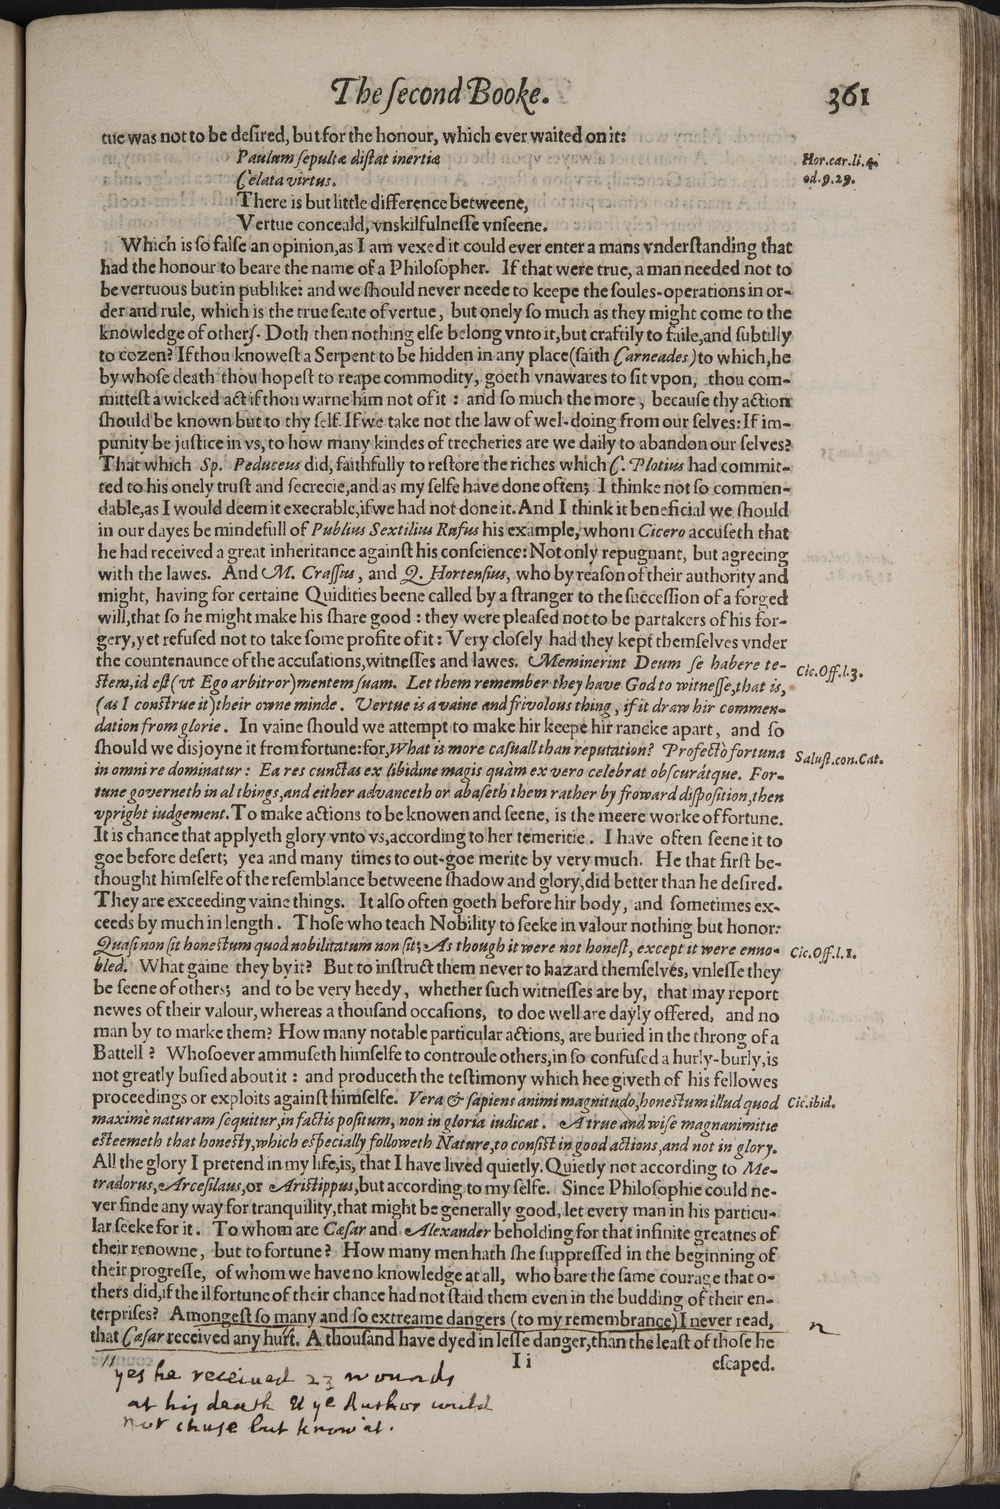 The ſecond Booke. 361
tue was not to be deſired, but for the honour, which ever waited on it:
Paulum ſepultæ diſtat inertiæ Hor.car.li.4.
Celata virtus. od.9.29.
There is but little difference betweene,
Vertue conceald, vnskilfulneſſe vnſeene.
Which is ſo falſe an opinion, as I am vexed it could ever enter a mans vnderſtanding that
had the honour to beare the name of a Philoſopher. If that were true, a man needed not to
be vertuous but in publike: and we ſhould never neede to keepe the ſoules-operations in or-
der and rule, which is the true ſeate of vertue, but onely ſo much as they might come to the
knowledge of others. Doth then nothing elſe belong vnto it, but craftily to faile, and ſubtilly
to cozen? If thou knoweſt a Serpent to be hidden in any place (ſaith Carneades) to which, he
by whoſe death thou hopeſt to reape commodity, goeth vnawares to ſit vpon, thou com-
mitteſt a wicked act if thou warne him not of it: and ſo much the more, becauſe thy action
ſhould be known but to thy ſelf. If we take not the law of wel-doing from our ſelves: If im-
punity be juſtice in vs, to how many kindes of trecheries are we daily to abandon our ſelves?
That which Sp. Peduceus did, faithfully to reſtore the riches which C. Plotius had commit-
ted to his onely truſt and ſecrecie, and as my ſelfe have done often; I thinke not ſo commen-
dable, as I would deem it execrable, if we had not done it. And I think it beneficial we ſhould
in our dayes be mindefull of Publius Sextilius Rufus his example, whom Cicero accuſeth that
he had received a great inheritance againſt his conſcience: Not only repugnant, but agreeing
with the lawes. And M. Craſſus, and Q. Hortenſius, who by reaſon of their authority and
might, having for certaine Quidities beene called by a ſtranger to the ſucceſſion of a forged
will, that ſo he might make his ſhare good: they were pleaſed not to be partakers of his for-
gery, yet refuſed not to take ſome profite of it: Very cloſely had they kept themſelves vnder
the countenaunce of the accuſations, witneſſes and lawes. Meminerint Deum ſe habere te-
ſtem, id eſt (vt Ego arbitror) mentem ſuam. Let them remember they have God to witneſſe, that is, Cic.Off.l.3.
(as I conſtrue it) their owne minde. Vertue is a vaine and frivolous thing, if it draw hir commen-
dation from glorie. In vaine ſhould we attempt to make hir keepe hir rancke apart, and ſo
ſhould we disjoyne it from fortune: for, What is more caſuall than reputation? Profectò fortuna Saluſt.con.Cat.
in omni re dominatur: Ea res cunctas ex libidine magis quàm ex vero celebrat obſcurátque. For-
tune governeth in al things, and either advanceth or abaſeth them rather by froward diſpoſition, then
vpright iudgement. To make actions to be knowen and ſeene, is the meere worke of fortune.
It is chance that applyeth glory vnto vs, according to her temeritie. I have often ſeene it to
goe before deſert; yea and many times to out-goe merite by very much. He that firſt be-
thought himſelfe of the reſemblance betweene ſhadow and glory, did better than he deſired.
They are exceeding vaine things. It alſo often goeth before hir body, and ſometimes ex-
ceeds by much in length. Thoſe who teach Nobility to ſeeke in valour nothing but honor:
Quaſi non ſit honeſtum quod nobilitatum non ſit; As though it were not honeſt, except it were enno- Cic.Off.l.1.
bled. What gaine they by it? But to inſtruct them never to hazard themſelves, vnleſſe they
be ſeene of others; and to be very heedy, whether ſuch witneſſes are by, that may report
newes of their valour, whereas a thouſand occaſions, to doe well are dayly offered, and no
man by to marke them? How many notable particular actions, are buried in the throng of a
Battell? Whoſoever ammuſeth himſelfe to controule others, in ſo confuſed a hurly-burly, is
not greatly buſied about it: and produceth the teſtimony which hee giveth of his fellowes
proceedings or exploits againſt himſelfe. Vera & ſapiens animi magnitudo, honeſtum illud quod Cic.ibid.
maximè naturam ſequitur, in factis poſitum, non in gloria iudicat. A true and wiſe magnanimitie
eſteemeth that honeſty, which eſpecially followeth Nature, to conſiſt in good actions, and not in glory.
All the glory I pretend in my life, is, that I have lived quietly. Quietly not according to Me-
tradorus, Arceſilaus, or Ariſtippus, but according to my ſelfe. Since Philoſophie could ne-
ver finde any way for tranquility, that might be generally good, let every man in his particu-
lar ſeeke for it. To whom are Cæſar and Alexander beholding for that infinite greatnes of
their renowne, but to fortune? How many men hath ſhe ſuppreſſed in the beginning of
their progreſſe, of whom we have no knowledge at all, who bare the ſame courage that o-
thers did, if the il fortune of their chance had not ſtaid them even in the budding of their en-
terpriſes? Amongeſt ſo many and ſo extreame dangers (to my remembrance) I never read,
that Cæſar received any hurt. A thouſand have dyed in leſſe danger, than the leaſt of thoſe he n
Ii eſcaped.
yes he receiued 23 wounds
at his death & ye Author could
not chuse but know it.